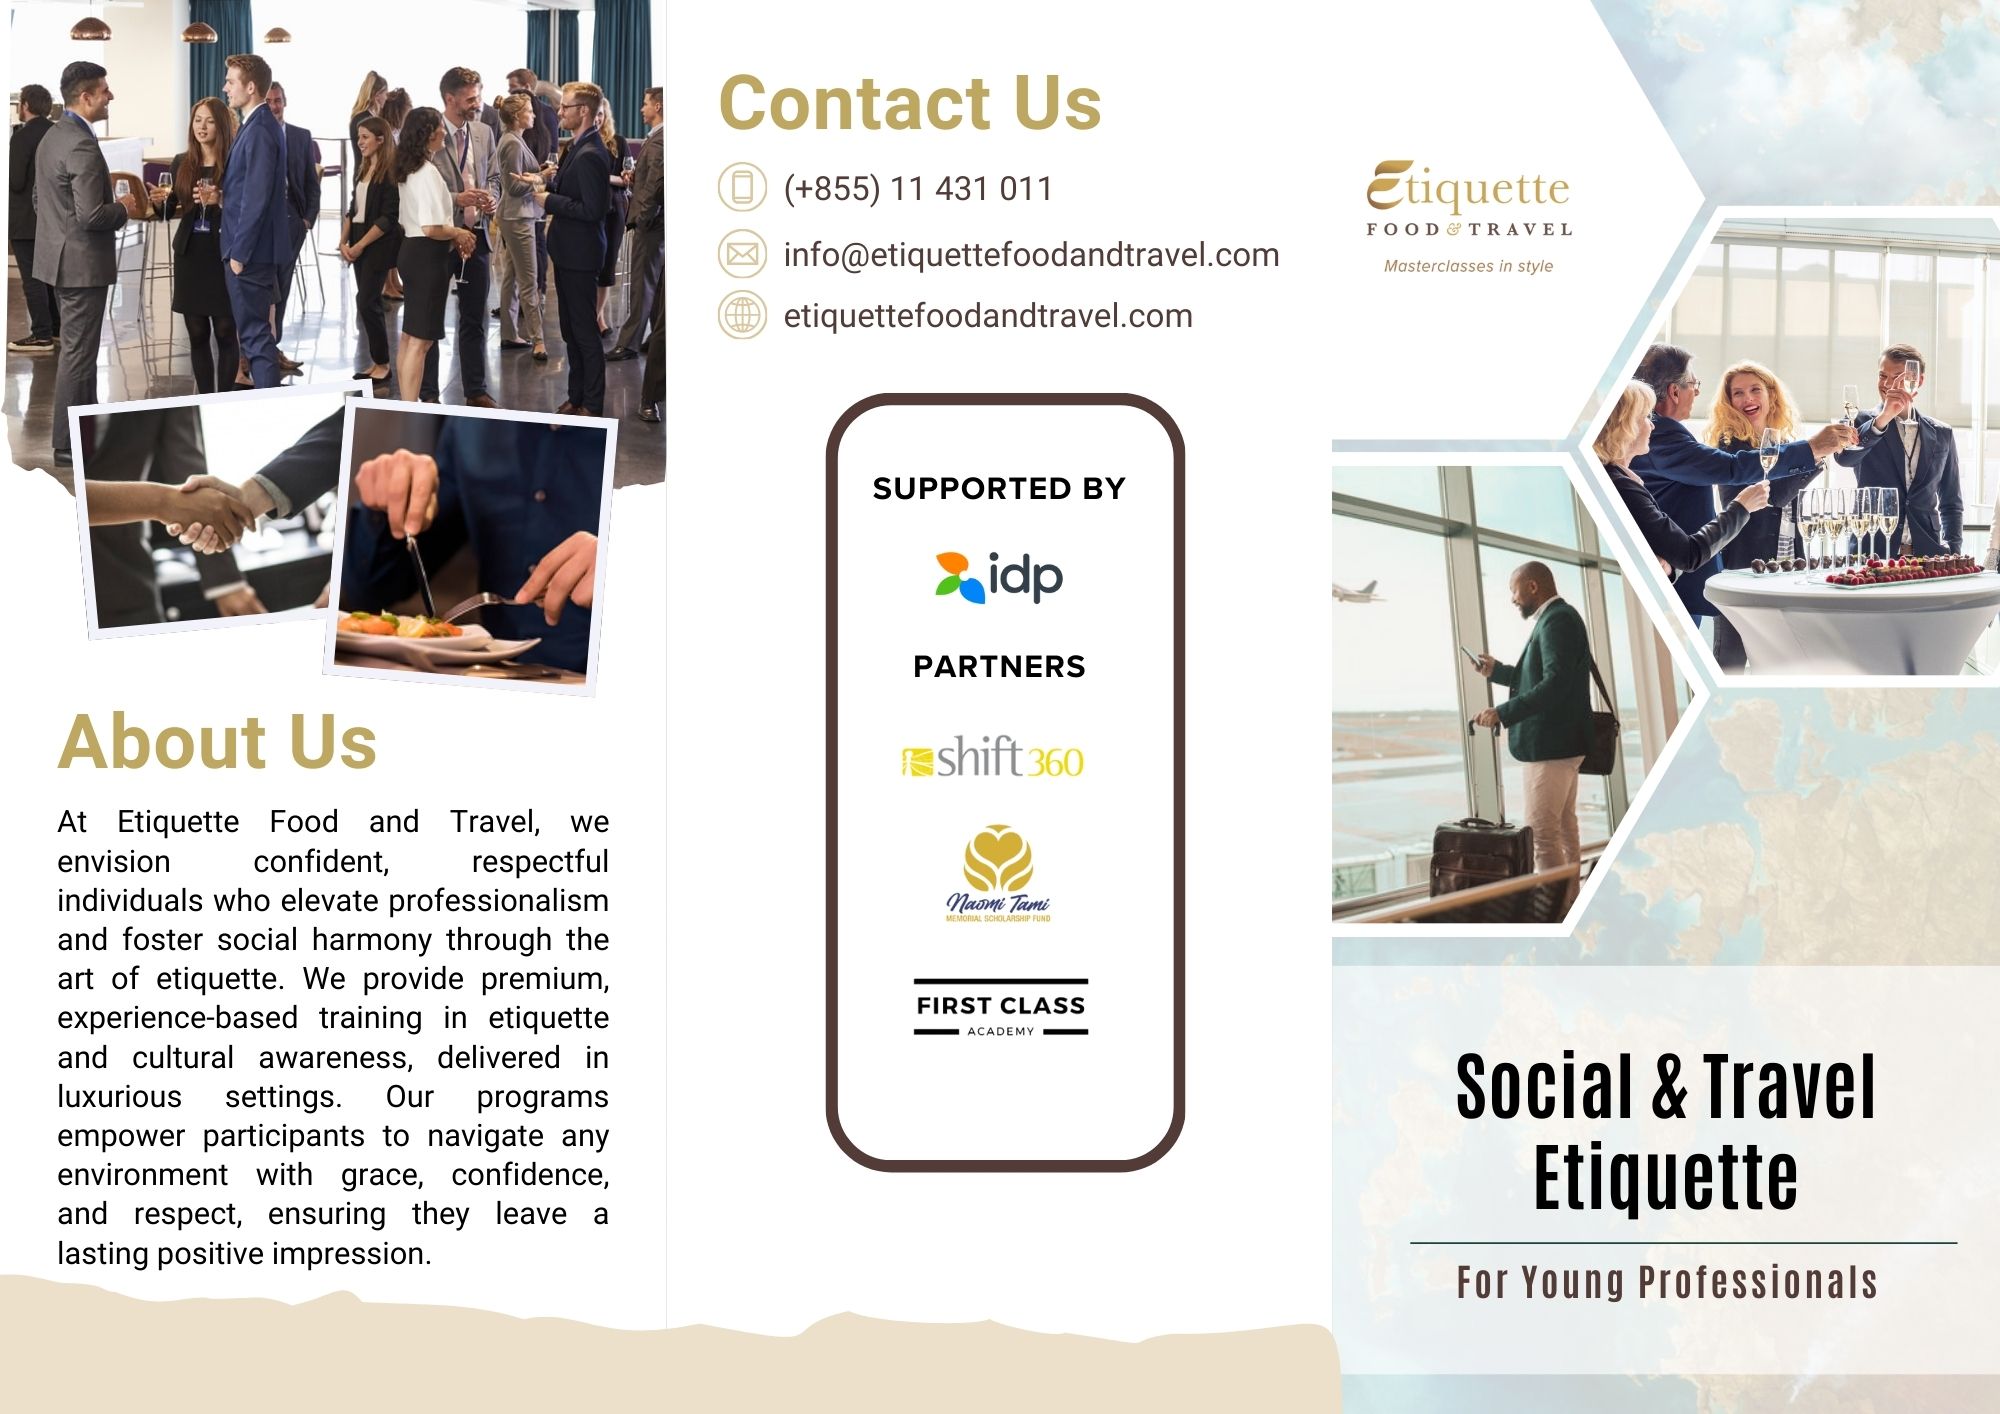 About Us
At Etiquette Food and Travel, we
envision confident, respectful
individuals who elevate professionalism
and foster social harmony through the
art of etiquette. We provide premium,
experience-based training in etiquette
and cultural awareness, delivered in
luxurious settings. Our programs
empower participants to navigate any
environment with grace, confidence,
and respect, ensuring they leave a
lasting positive impression.
Contact Us
(+855) 11 431 011
info@etiquettefoodandtravel.com
etiquettefoodandtravel.com
SUPPORTED BY
idp
PARTNERS
shift 360
Naomi Tami
MEMORIAL SCHOLARSHIP FUND
FIRST CLASS
ACADEMY
Etiquette
FOOD & TRAVEL
Masterclasses in style
Social & Travel
Etiquette
For Young Professionals